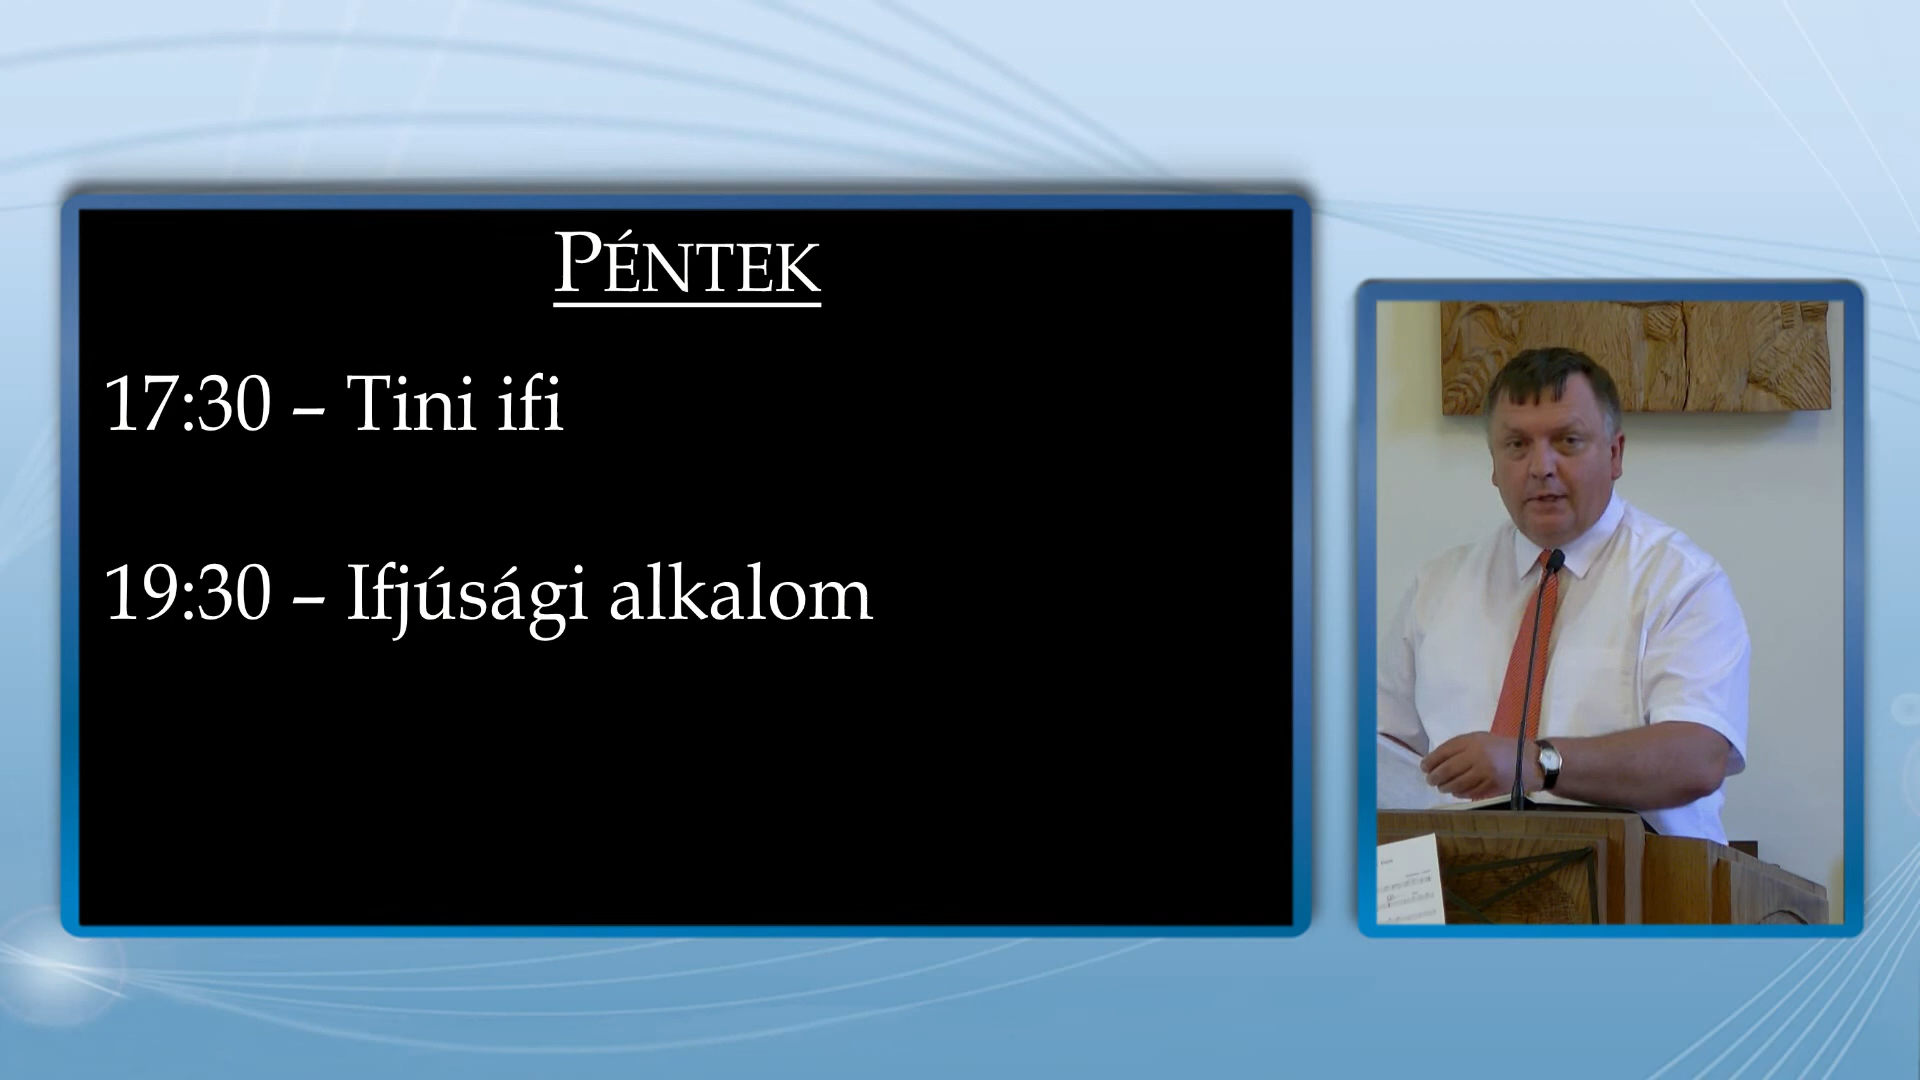 PÉNTEK
17:30 – Tini ifi
19:30 – Ifjúsági alkalom